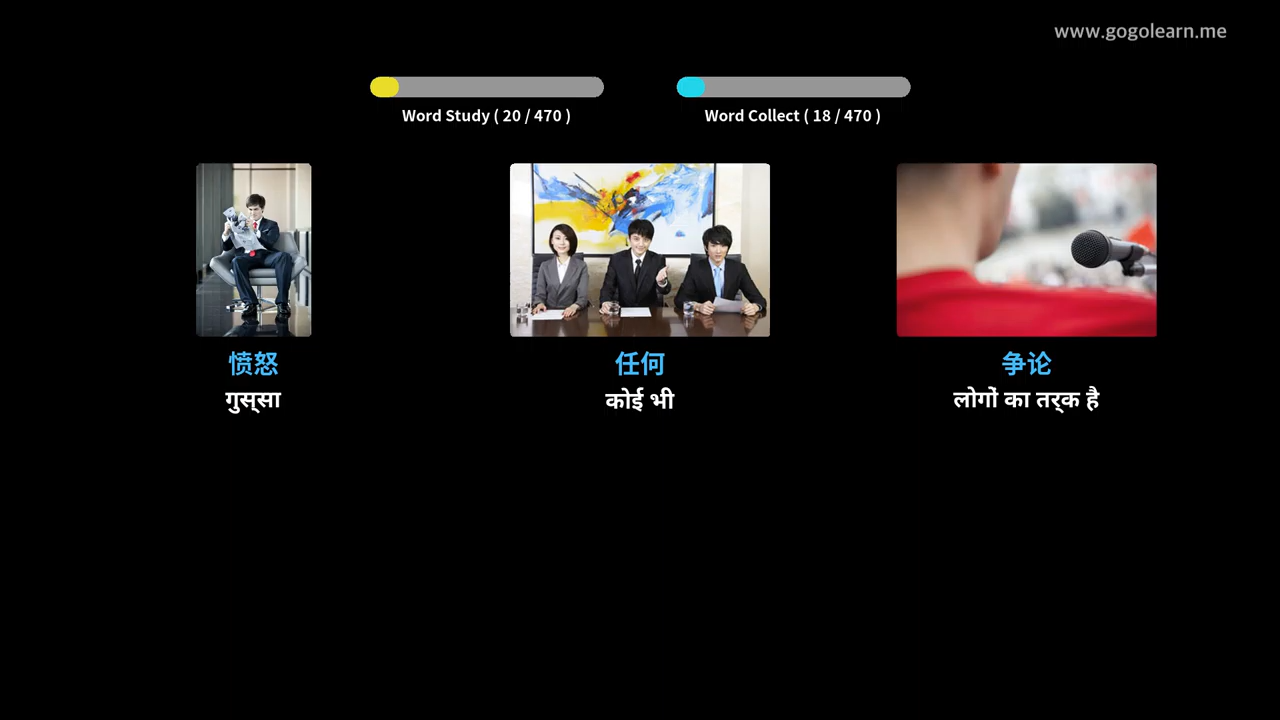 www.gogolearn.me
Word Study ( 20 / 470 )
Word Collect ( 18 / 470 )
愤怒
任何
争论
गुस्सा
कोई भी
लोगों का तर्क है